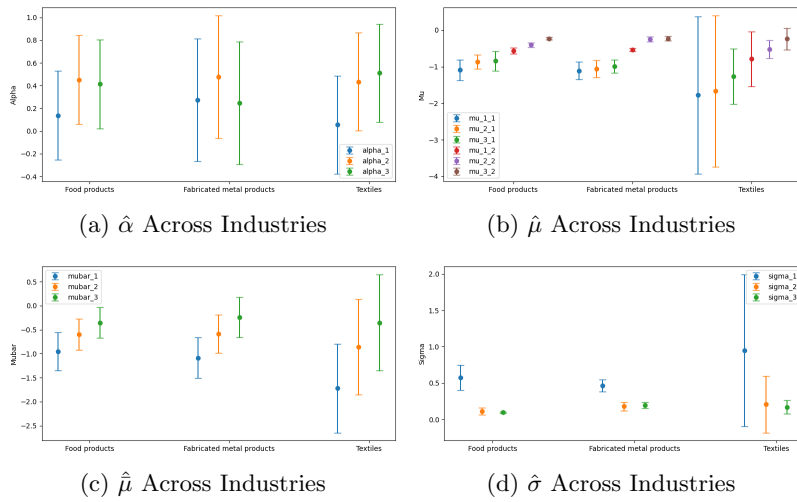 1.0
0.8
0.6
0.4
0.2
0.0
−0.2
−0.4
Alpha
alpha_1
alpha_2
alpha_3
Food products Fabricated metal products Textiles
(a) α̂ Across Industries
0
−1
−2
−3
−4
Mu
mu_1_1
mu_2_1
mu_3_1
mu_1_2
mu_2_2
mu_3_2
Food products Fabricated metal products Textiles
(b) μ̂ Across Industries
0.5
0.0
−0.5
−1.0
−1.5
−2.0
−2.5
Mubar
mubar_1
mubar_2
mubar_3
Food products Fabricated metal products Textiles
(c) μ̄̂ Across Industries
2.0
1.5
1.0
0.5
0.0
Sigma
sigma_1
sigma_2
sigma_3
Food products Fabricated metal products Textiles
(d) σ̂ Across Industries